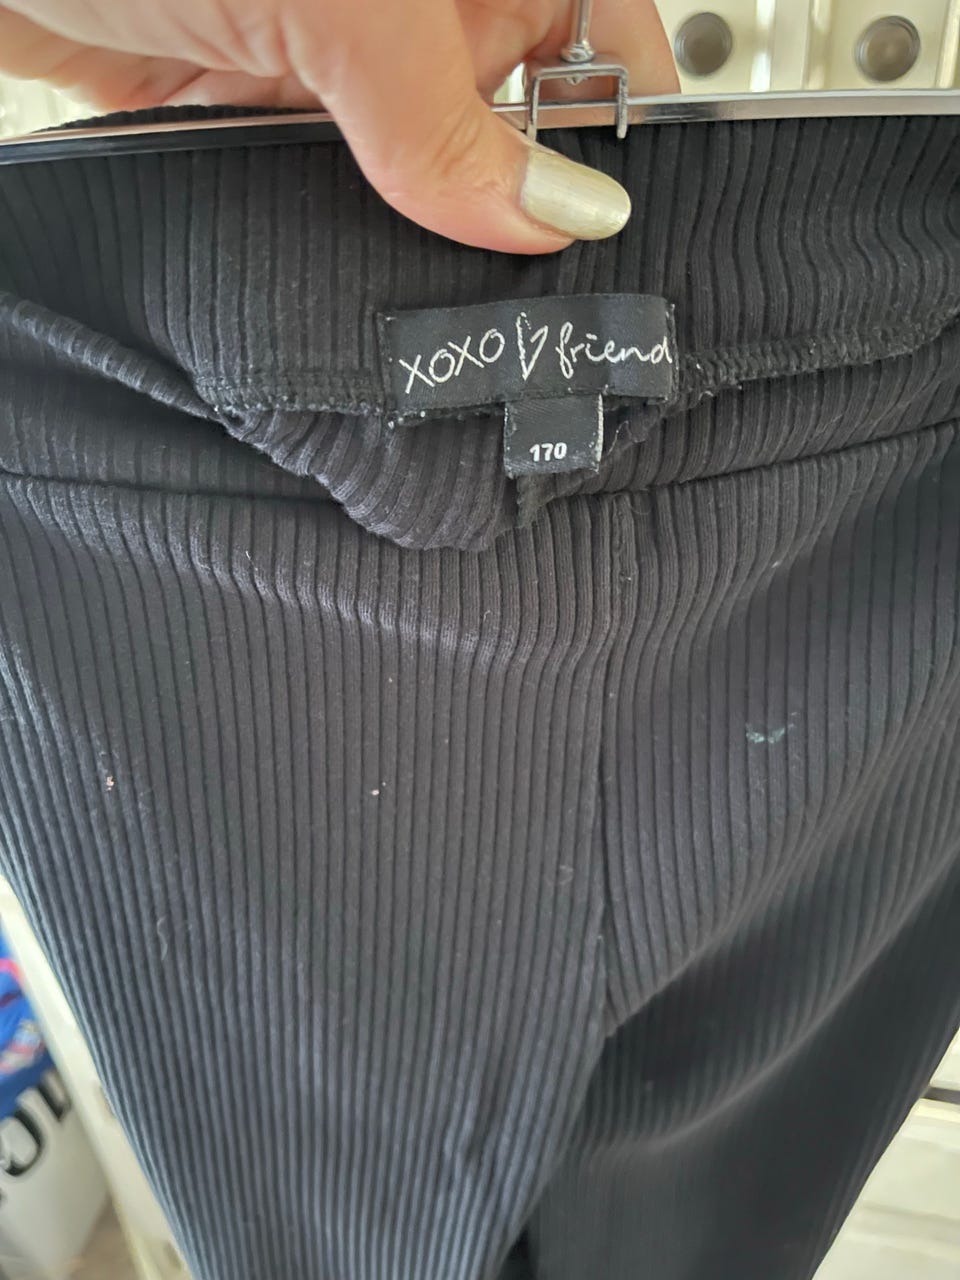 XOXO ♡ friend
170